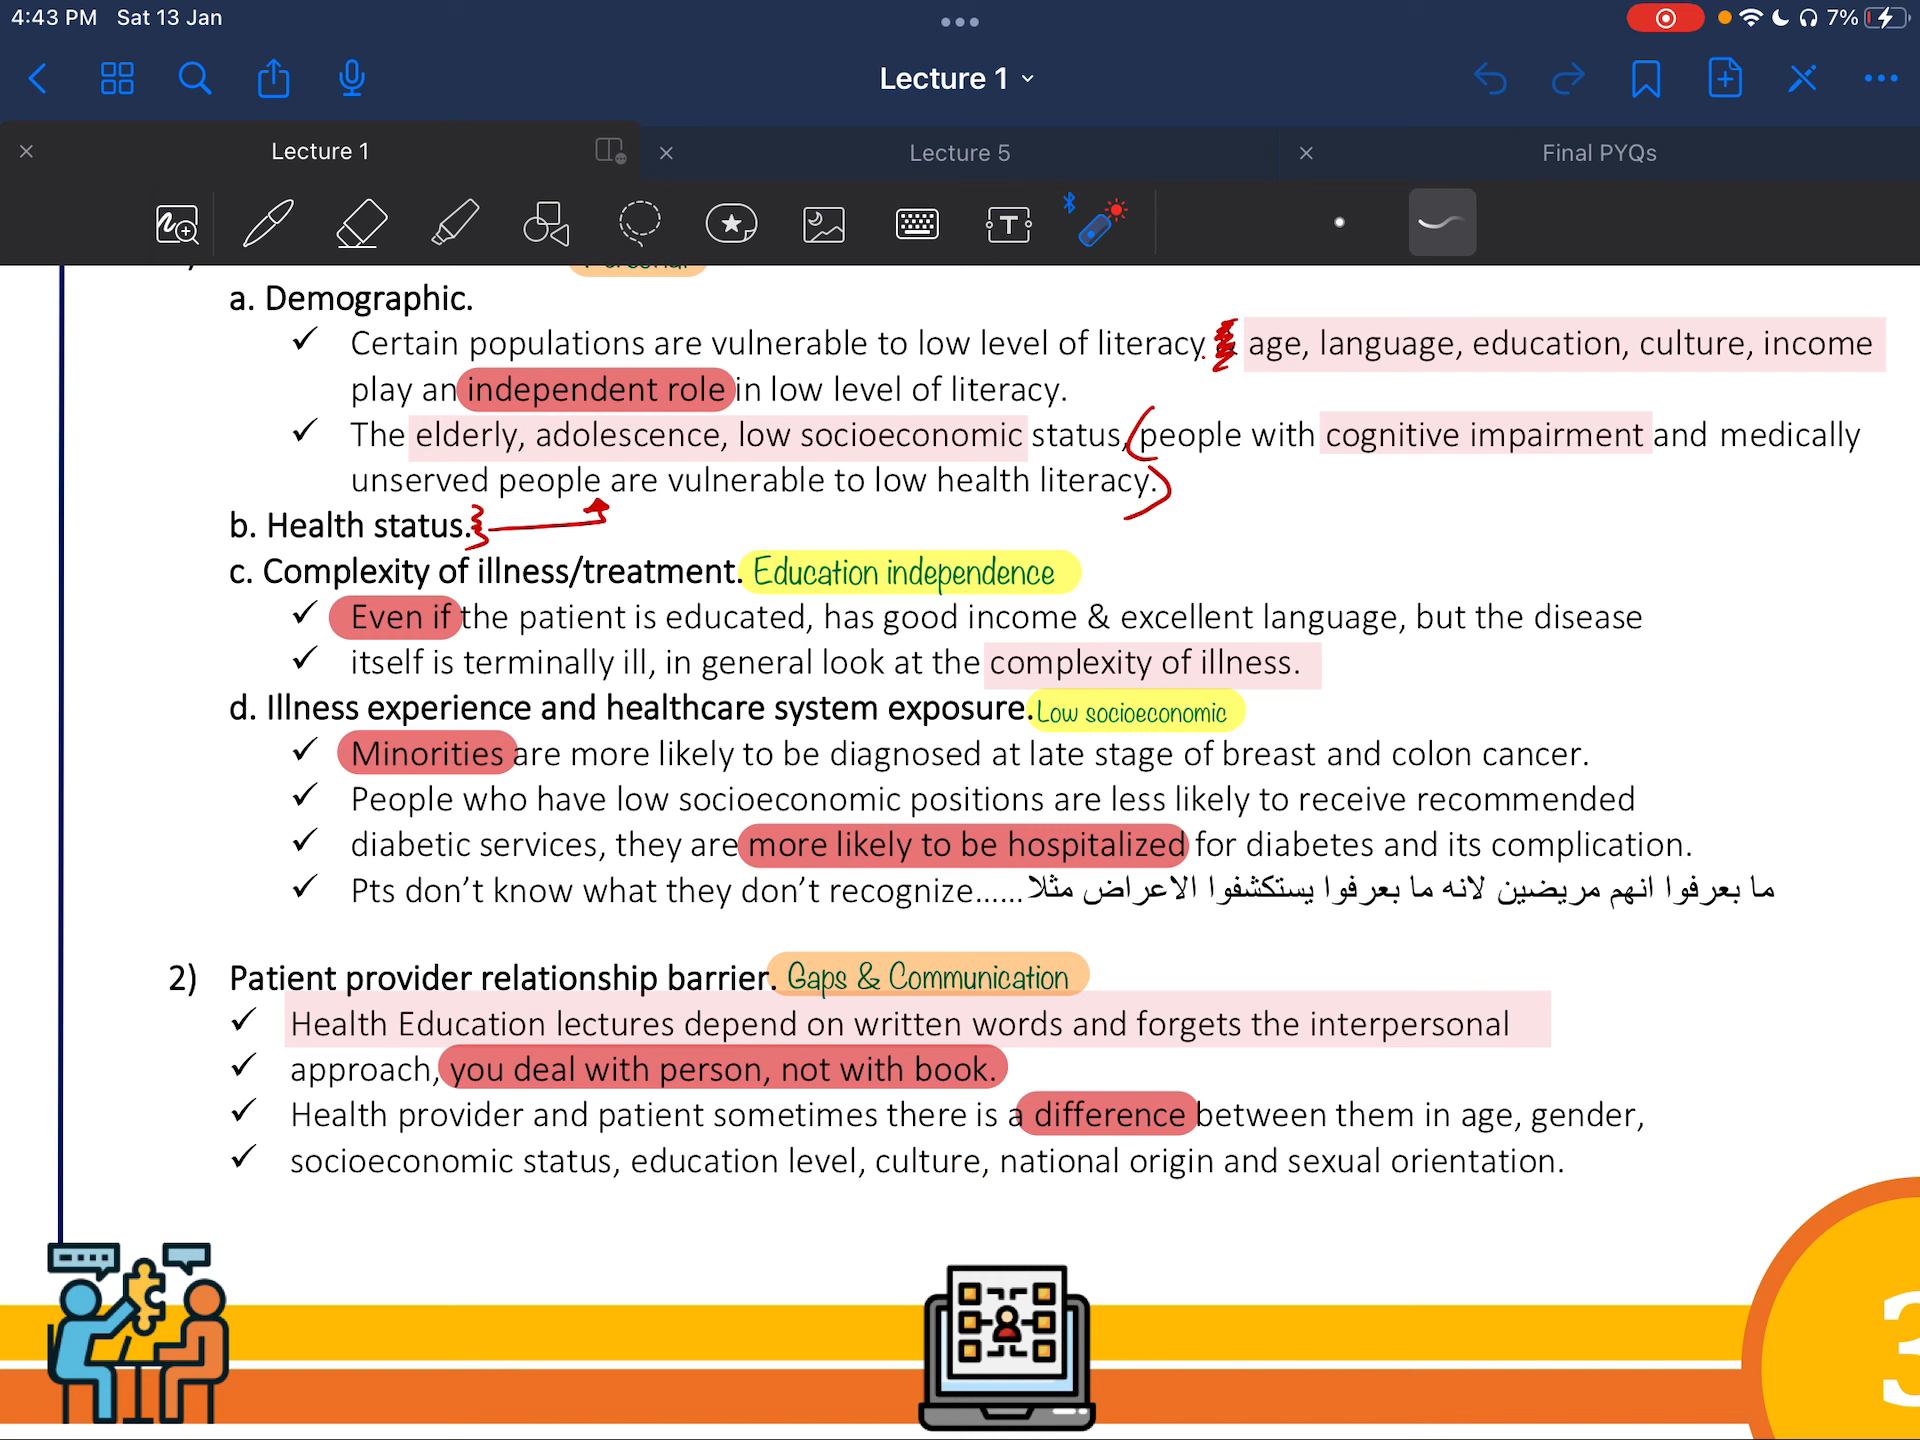 4:43 PM Sat 13 Jan
7%
Lecture 1
Lecture 1
Lecture 5
Final PYQs
a. Demographic.
✓ Certain populations are vulnerable to low level of literacy. age, language, education, culture, income
play an independent role in low level of literacy.
✓ The elderly, adolescence, low socioeconomic status, (people with cognitive impairment and medically
unserved people are vulnerable to low health literacy.)
b. Health status.
c. Complexity of illness/treatment. Education independence
✓ Even if the patient is educated, has good income & excellent language, but the disease
✓ itself is terminally ill, in general look at the complexity of illness.
d. Illness experience and healthcare system exposure. Low socioeconomic
✓ Minorities are more likely to be diagnosed at late stage of breast and colon cancer.
✓ People who have low socioeconomic positions are less likely to receive recommended
✓ diabetic services, they are more likely to be hospitalized for diabetes and its complication.
✓ Pts don’t know what they don’t recognize......ما بعرفوا انهم مريضين لانه ما بعرفوا يستكشفوا الاعراض مثلا
2) Patient provider relationship barrier. Gaps & Communication
✓ Health Education lectures depend on written words and forgets the interpersonal
✓ approach, you deal with person, not with book.
✓ Health provider and patient sometimes there is a difference between them in age, gender,
✓ socioeconomic status, education level, culture, national origin and sexual orientation.
3